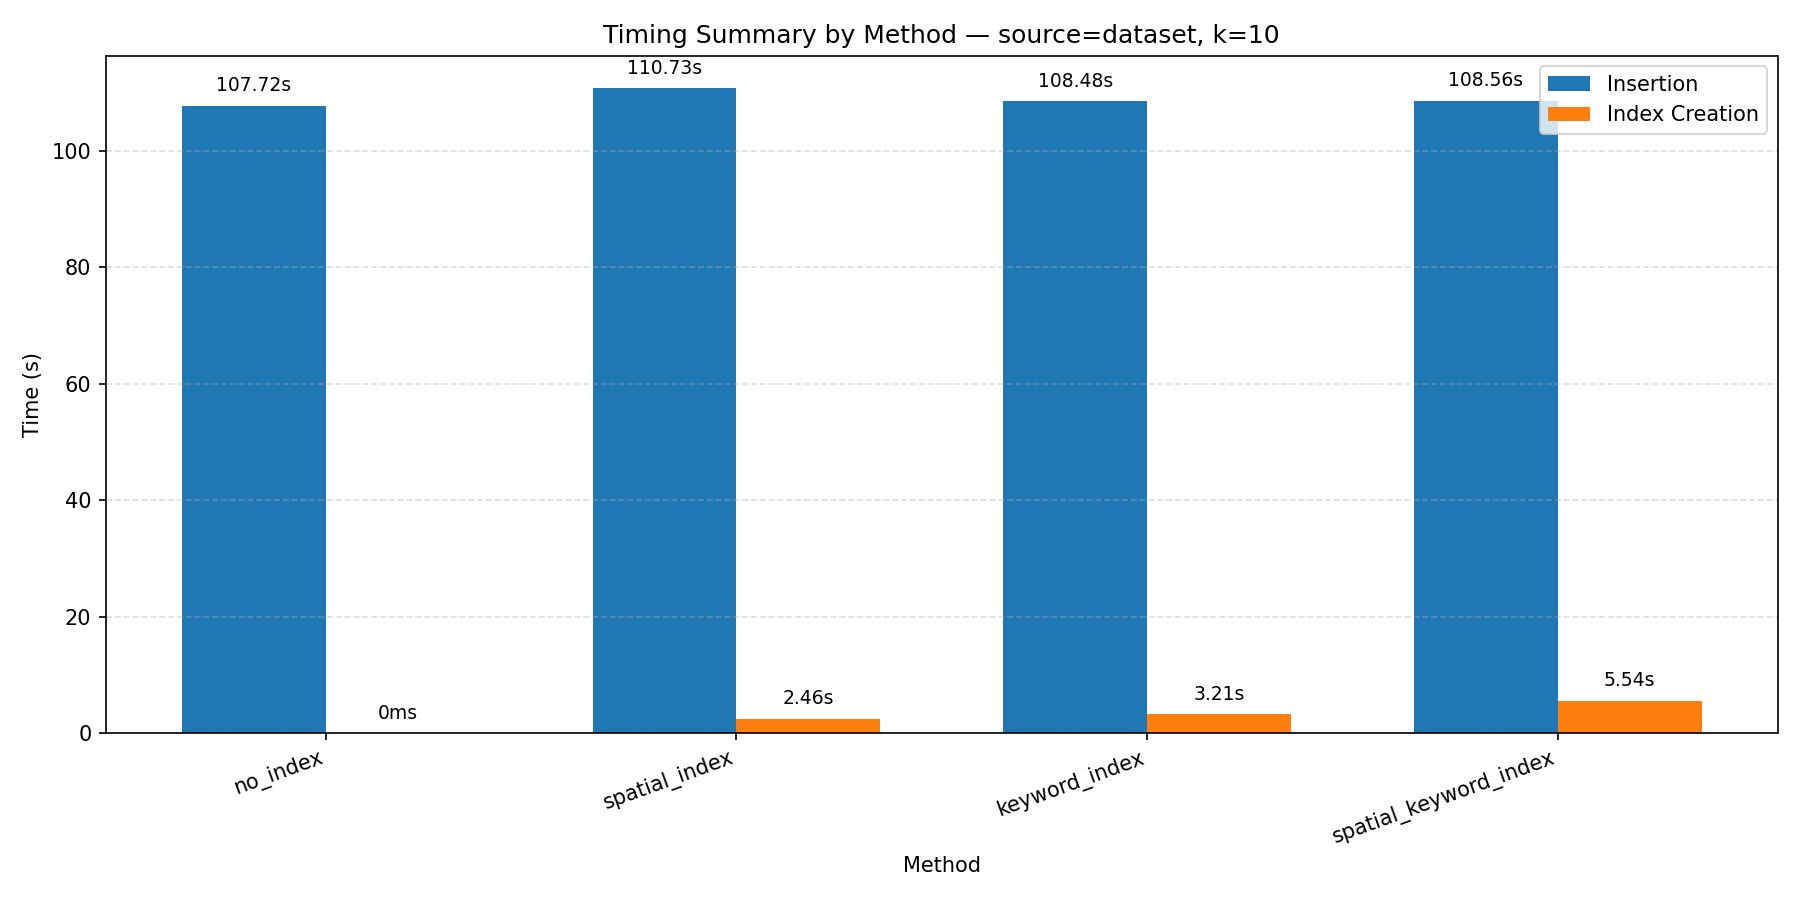 Timing Summary by Method — source=dataset, k=10
107.72s
110.73s
108.48s
108.56s
Insertion
Index Creation
100
80
60
40
20
0
Time (s)
0ms
2.46s
3.21s
5.54s
no_index
spatial_index
keyword_index
spatial_keyword_index
Method